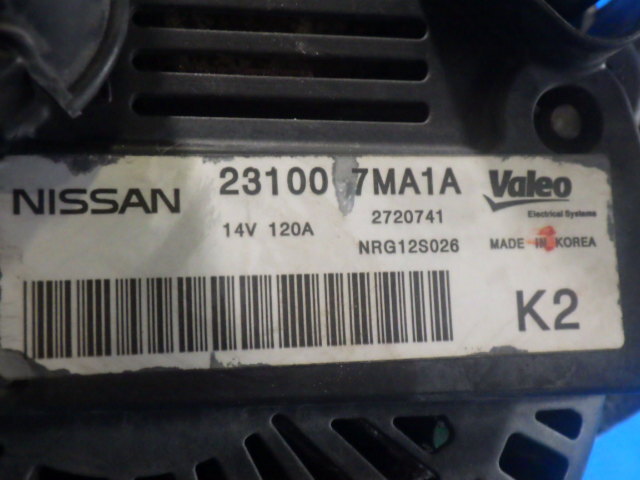 NISSAN 23100 7MA1A Valeo
Electrical Systems
14V 120A 2720741
NRG12S026 MADE IN KOREA
K2